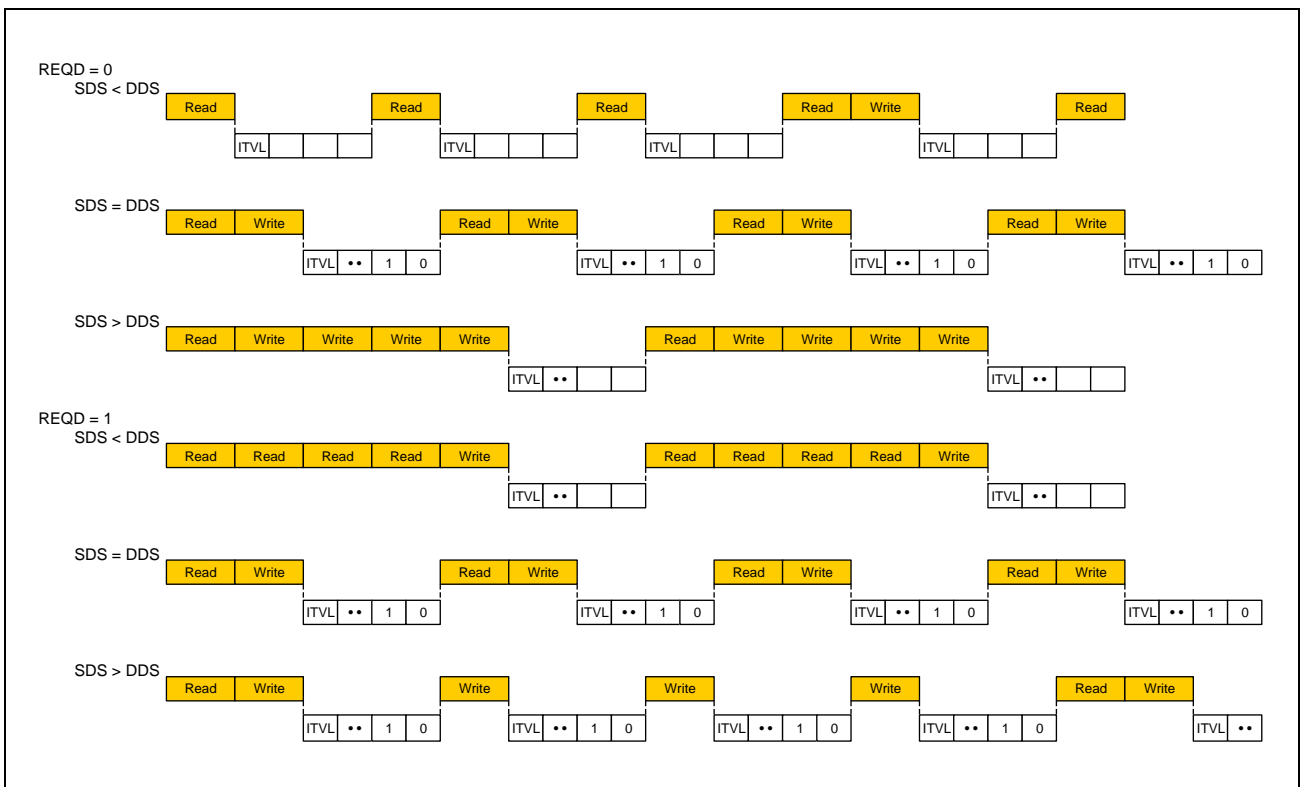 REQD = 0
SDS < DDS
Read Read Read Read Write Read
ITVL ITVL ITVL ITVL
SDS = DDS
Read Write Read Write Read Write Read Write
ITVL •• 1 0 ITVL •• 1 0 ITVL •• 1 0 ITVL •• 1 0
SDS > DDS
Read Write Write Write Write Read Write Write Write Write
ITVL •• ITVL ••
REQD = 1
SDS < DDS
Read Read Read Read Write Read Read Read Read Write
ITVL •• ITVL ••
SDS = DDS
Read Write Read Write Read Write Read Write
ITVL •• 1 0 ITVL •• 1 0 ITVL •• 1 0 ITVL •• 1 0
SDS > DDS
Read Write Write Write Write Read Write
ITVL •• 1 0 ITVL •• 1 0 ITVL •• 1 0 ITVL •• 1 0 ITVL ••